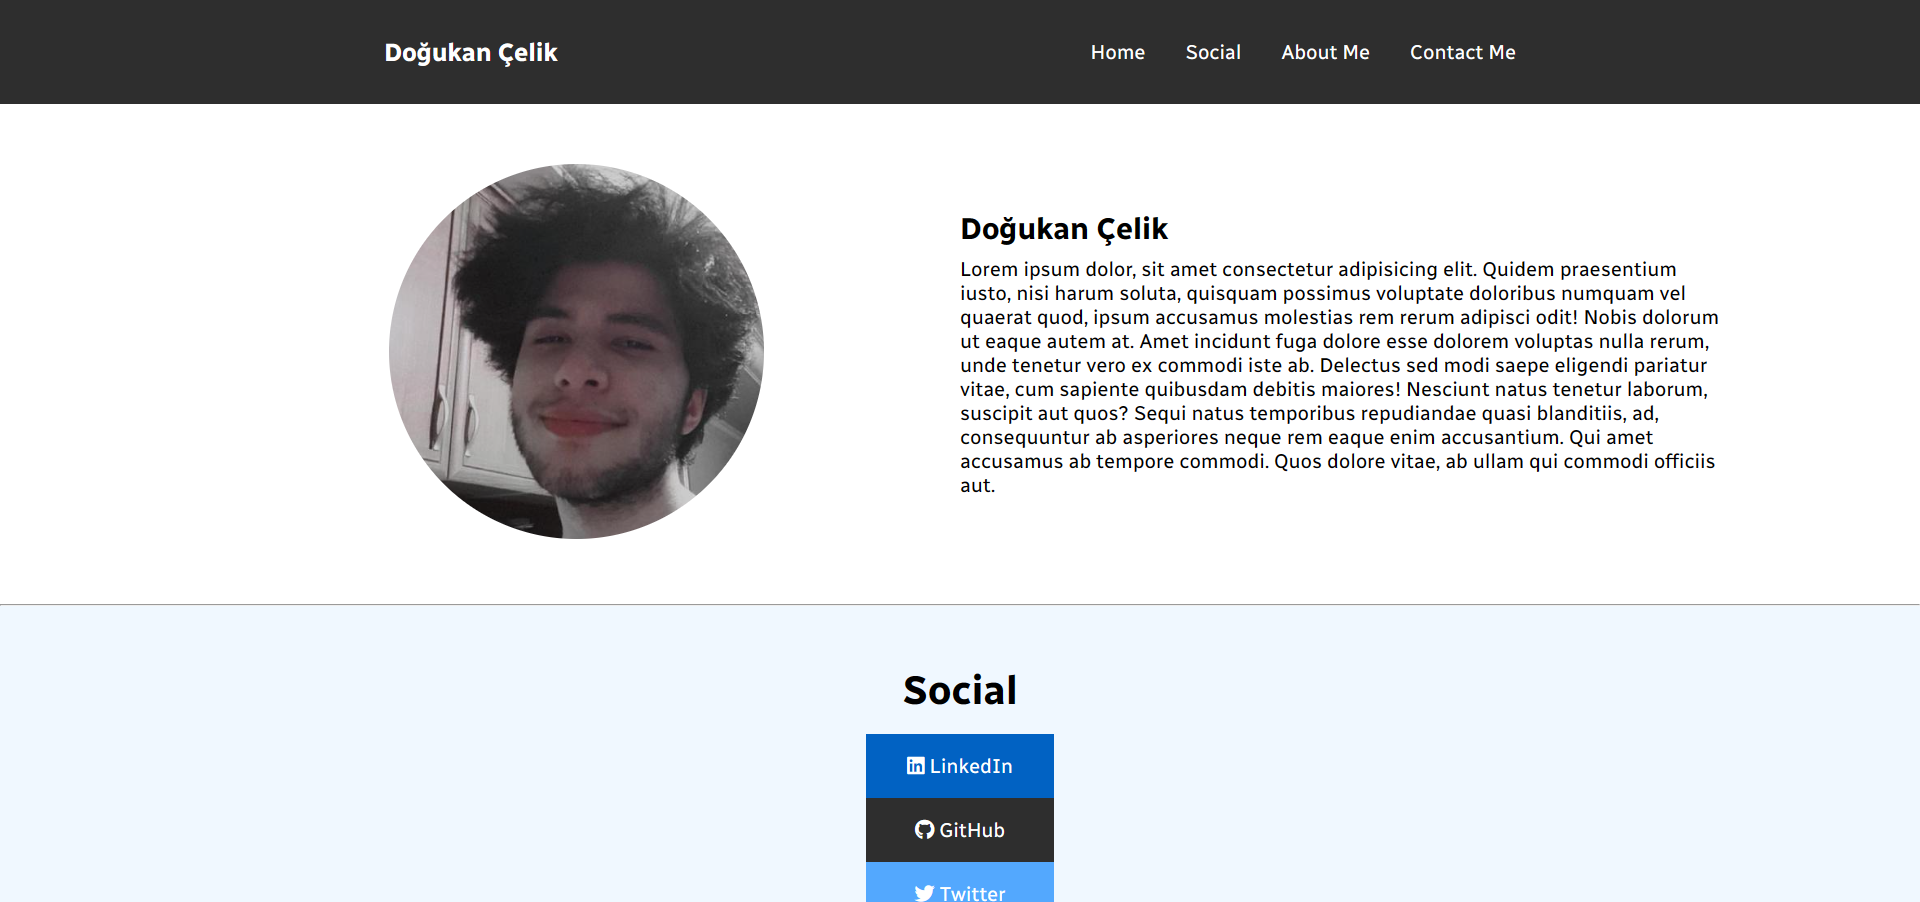 Doğukan Çelik
Home Social About Me Contact Me
Doğukan Çelik
Lorem ipsum dolor, sit amet consectetur adipisicing elit. Quidem praesentium
iusto, nisi harum soluta, quisquam possimus voluptate doloribus numquam vel
quaerat quod, ipsum accusamus molestias rem rerum adipisci odit! Nobis dolorum
ut eaque autem at. Amet incidunt fuga dolore esse dolorem voluptas nulla rerum,
unde tenetur vero ex commodi iste ab. Delectus sed modi saepe eligendi pariatur
vitae, cum sapiente quibusdam debitis maiores! Nesciunt natus tenetur laborum,
suscipit aut quos? Sequi natus temporibus repudiandae quasi blanditiis, ad,
consequuntur ab asperiores neque rem eaque enim accusantium. Qui amet
accusamus ab tempore commodi. Quos dolore vitae, ab ullam qui commodi officiis
aut.
Social
LinkedIn
GitHub
Twitter